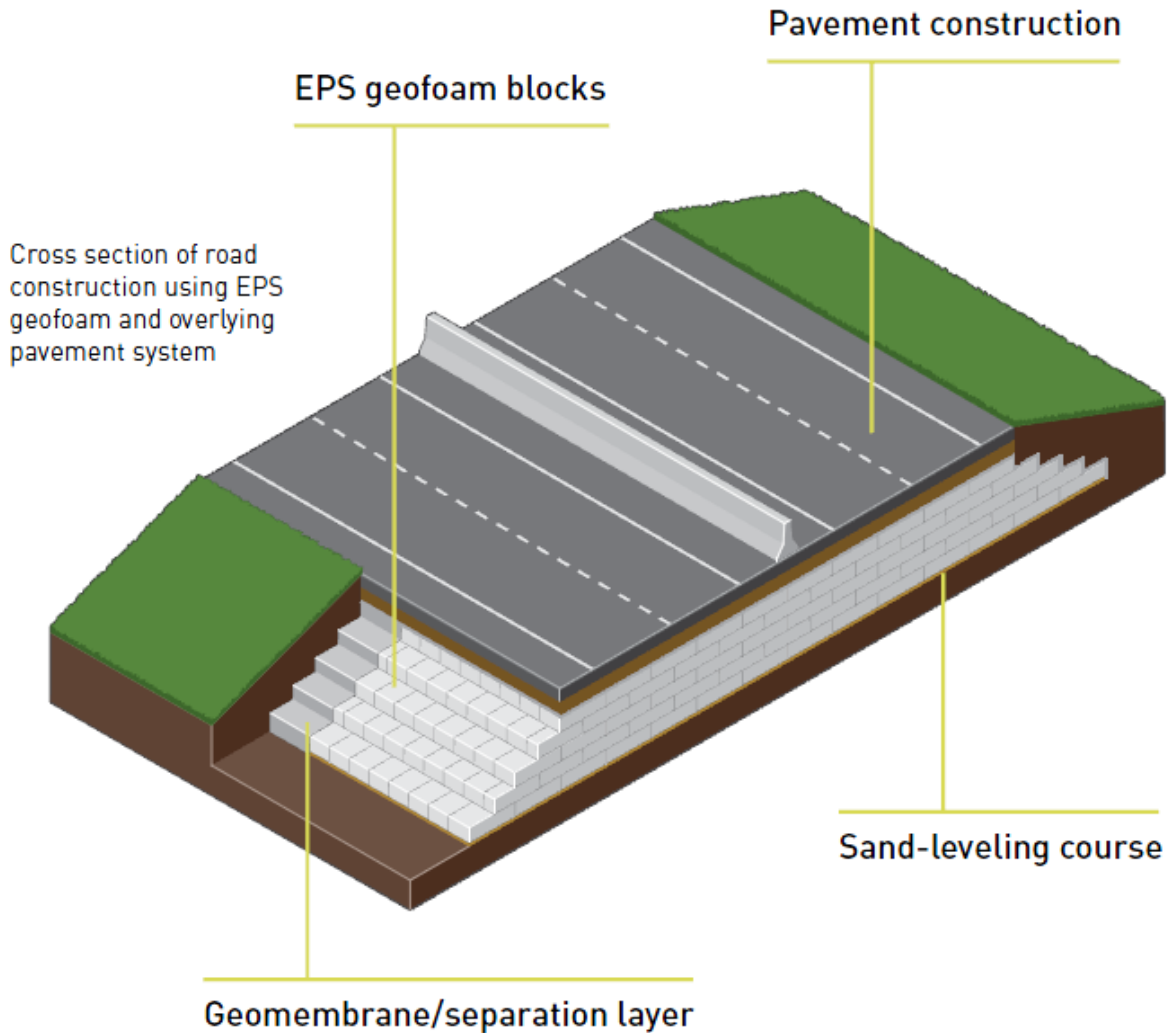 Pavement construction
EPS geofoam blocks
Cross section of road
construction using EPS
geofoam and overlying
pavement system
Sand-leveling course
Geomembrane/separation layer